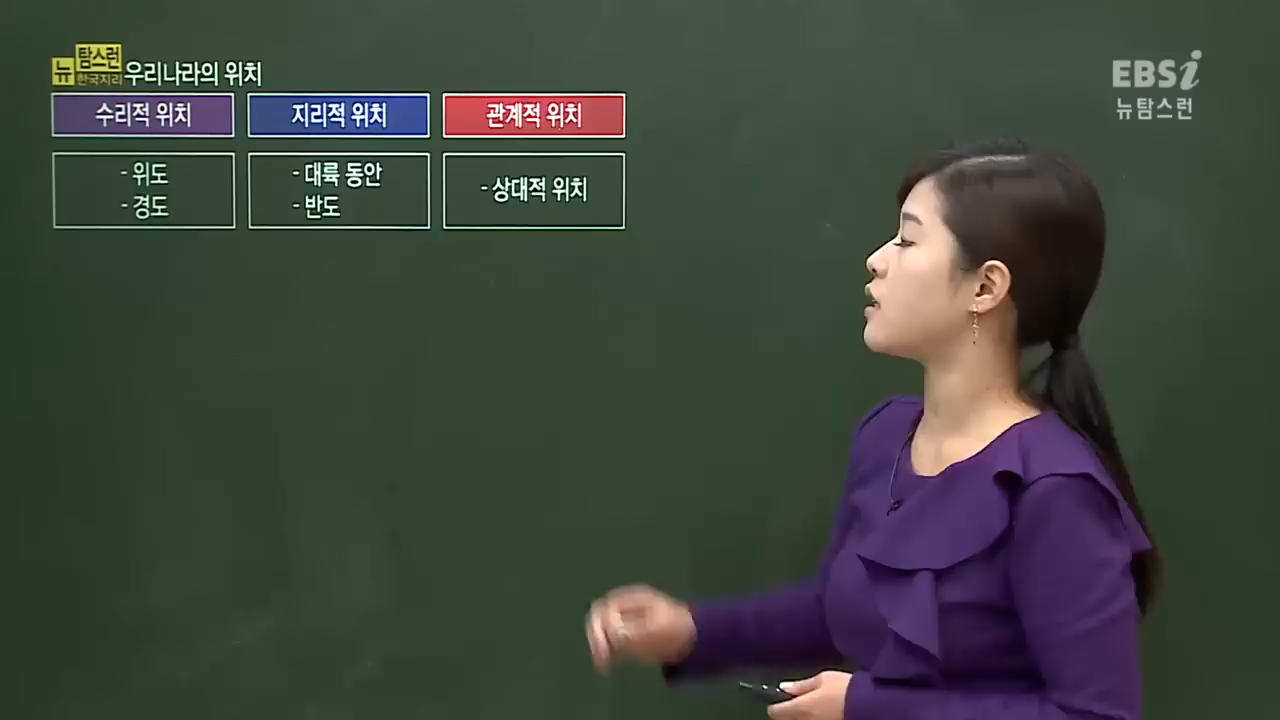 뉴 탐스런 한국지리 우리나라의 위치
수리적 위치
- 위도
- 경도
지리적 위치
- 대륙 동안
- 반도
관계적 위치
- 상대적 위치
EBSi
뉴탐스런